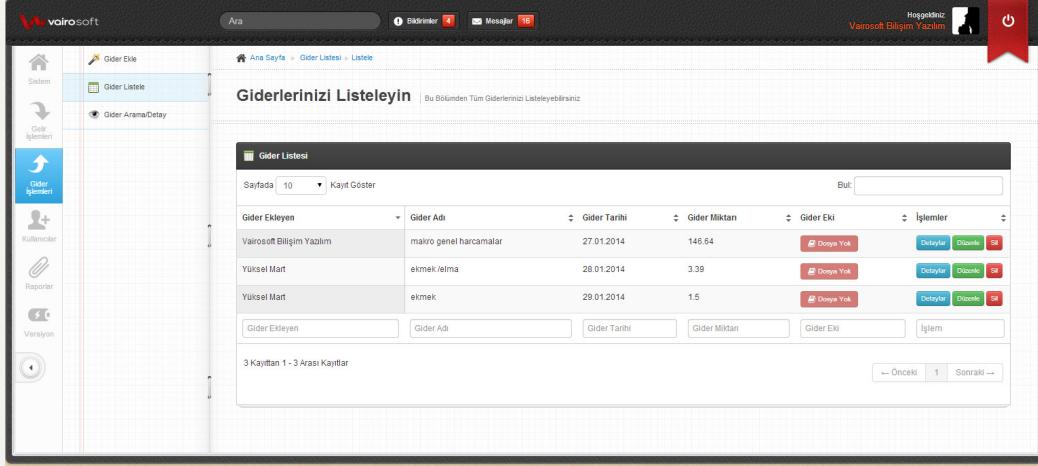 vairosoft
Ara
Bildirimler 4
Mesajlar 16
Hoşgeldiniz
Vairosoft Bilişim Yazılım
Sistem
Gelir
İşlemleri
Gider
İşlemleri
Kullanıcılar
Raporlar
Versiyon
Gider Ekle
Gider Listele
Gider Arama/Detay
Ana Sayfa » Gider Listesi » Listele
Giderlerinizi Listeleyin Bu Bölümden Tüm Giderlerinizi Listeleyebilirsiniz
Gider Listesi
Sayfada 10 Kayıt Göster
Bul:
Gider Ekleyen Gider Adı Gider Tarihi Gider Miktarı Gider Eki İşlemler
Vairosoft Bilişim Yazılım makro genel harcamalar 27.01.2014 146.64 Dosya Yok Detaylar Düzenle Sil
Yüksel Mart ekmek /elma 28.01.2014 3.39 Dosya Yok Detaylar Düzenle Sil
Yüksel Mart ekmek 29.01.2014 1.5 Dosya Yok Detaylar Düzenle Sil
Gider Ekleyen Gider Adı Gider Tarihi Gider Miktarı Gider Eki İşlem
3 Kayıttan 1 - 3 Arası Kayıtlar
← Önceki 1 Sonraki →